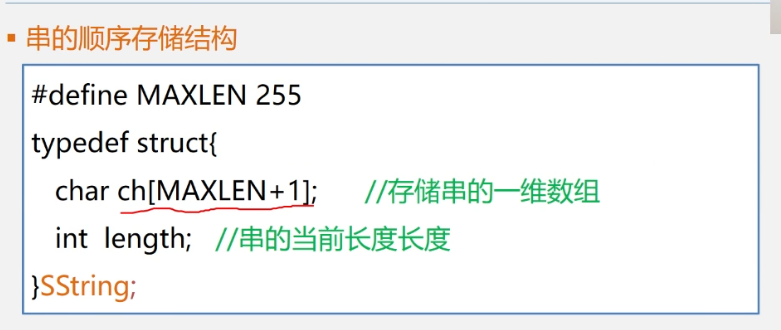 ▪ 串的顺序存储结构
#define MAXLEN 255
typedef struct{
char ch[MAXLEN+1]; //存储串的一维数组
int length; //串的当前长度长度
}SString;